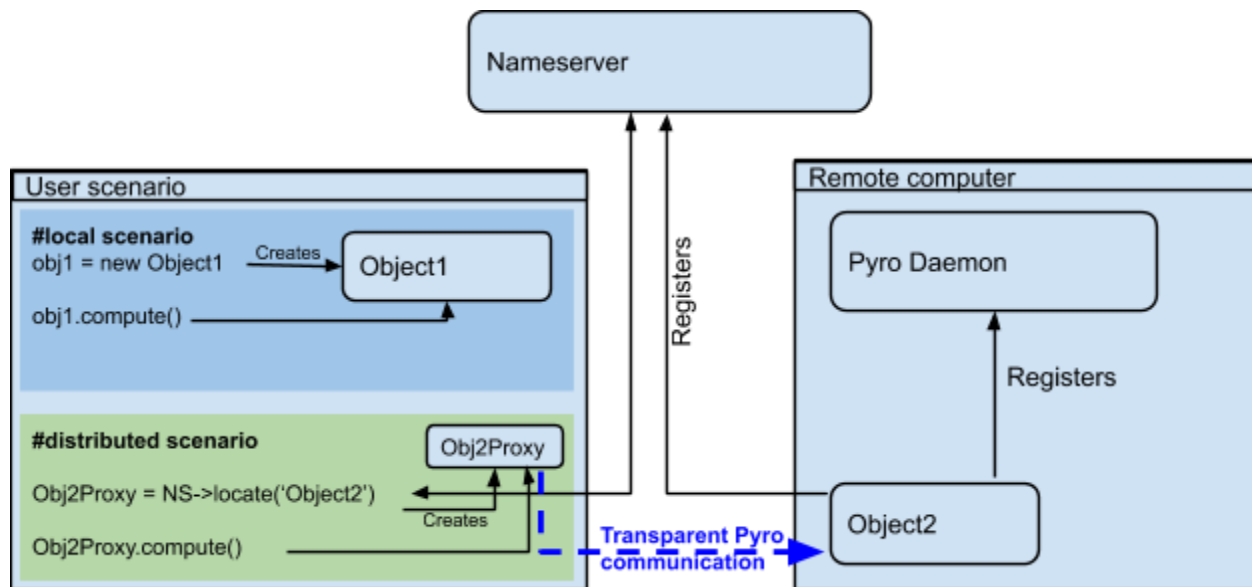 Nameserver
User scenario
#local scenario
obj1 = new Object1
Creates
Object1
obj1.compute()
#distributed scenario
Obj2Proxy
Obj2Proxy = NS->locate(‘Object2’)
Creates
Obj2Proxy.compute()
Registers
Transparent Pyro
communication
Remote computer
Pyro Daemon
Registers
Object2